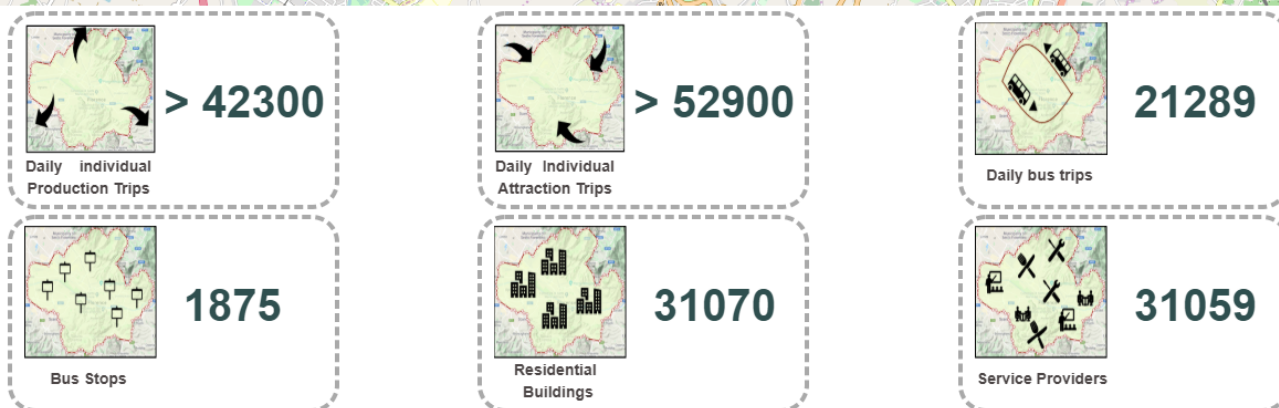 > 42300
Daily individual
Production Trips
> 52900
Daily Individual
Attraction Trips
21289
Daily bus trips
1875
Bus Stops
31070
Residential
Buildings
31059
Service Providers